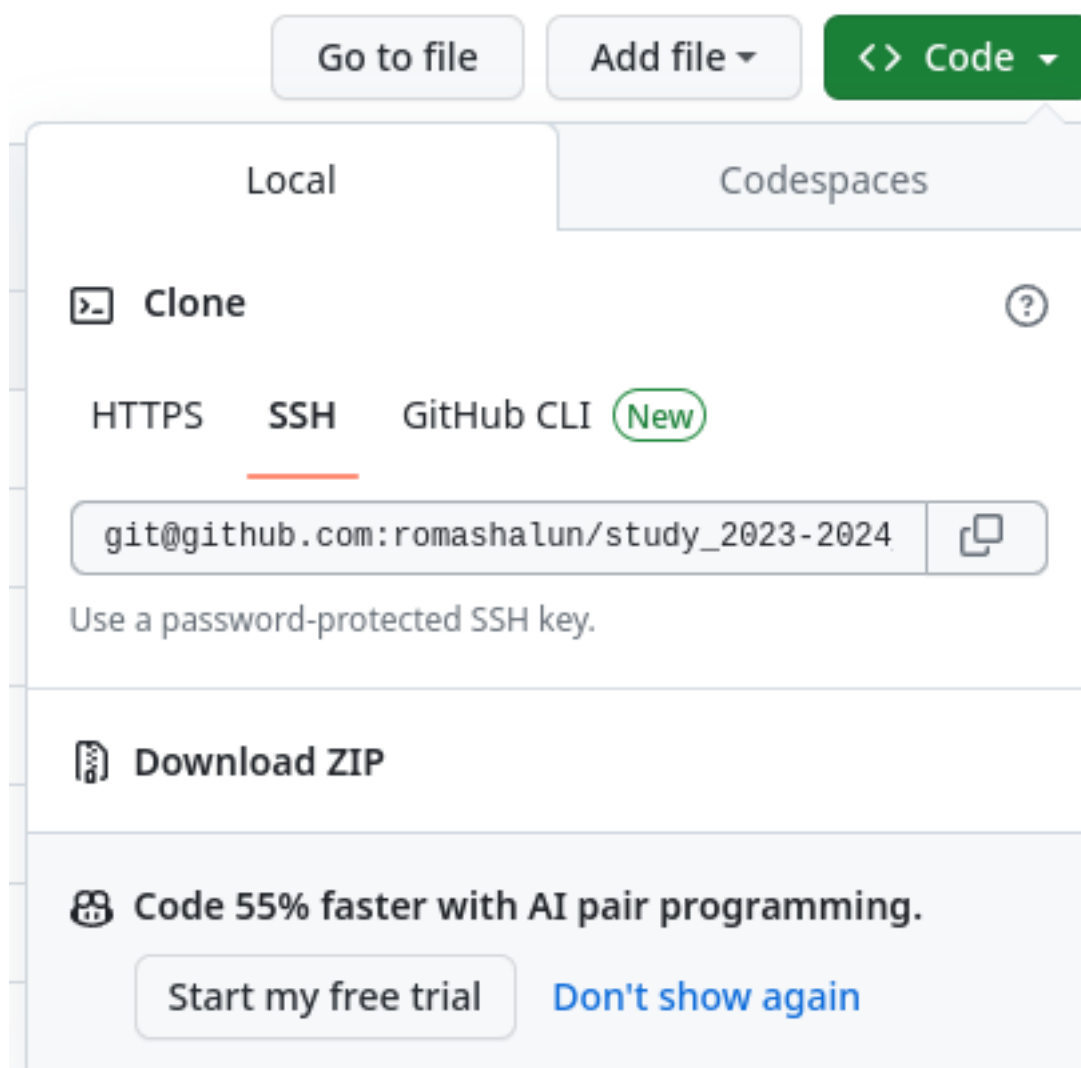 Go to file Add file <> Code
Local Codespaces
Clone
HTTPS SSH GitHub CLI New
git@github.com:romashalun/study_2023-2024
Use a password-protected SSH key.
Download ZIP
Code 55% faster with AI pair programming.
Start my free trial Don't show again